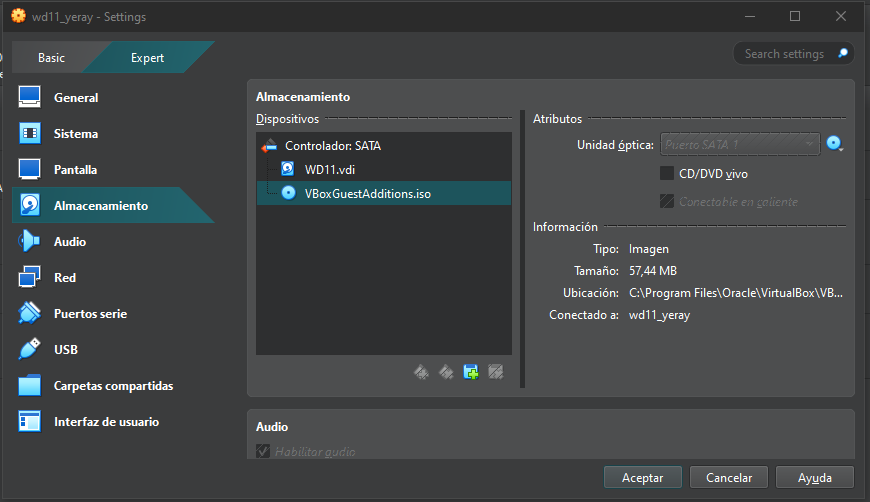 wd11_yeray - Settings
Basic
Expert
Search settings
General
Sistema
Pantalla
Almacenamiento
Audio
Red
Puertos serie
USB
Carpetas compartidas
Interfaz de usuario
Almacenamiento
Dispositivos
Controlador: SATA
WD11.vdi
VBoxGuestAdditions.iso
Atributos
Unidad óptica: Puerto SATA 1
CD/DVD vivo
Conectable en caliente
Información
Tipo: Imagen
Tamaño: 57,44 MB
Ubicación: C:\Program Files\Oracle\VirtualBox\VB...
Conectado a: wd11_yeray
Audio
Habilitar audio
Aceptar
Cancelar
Ayuda